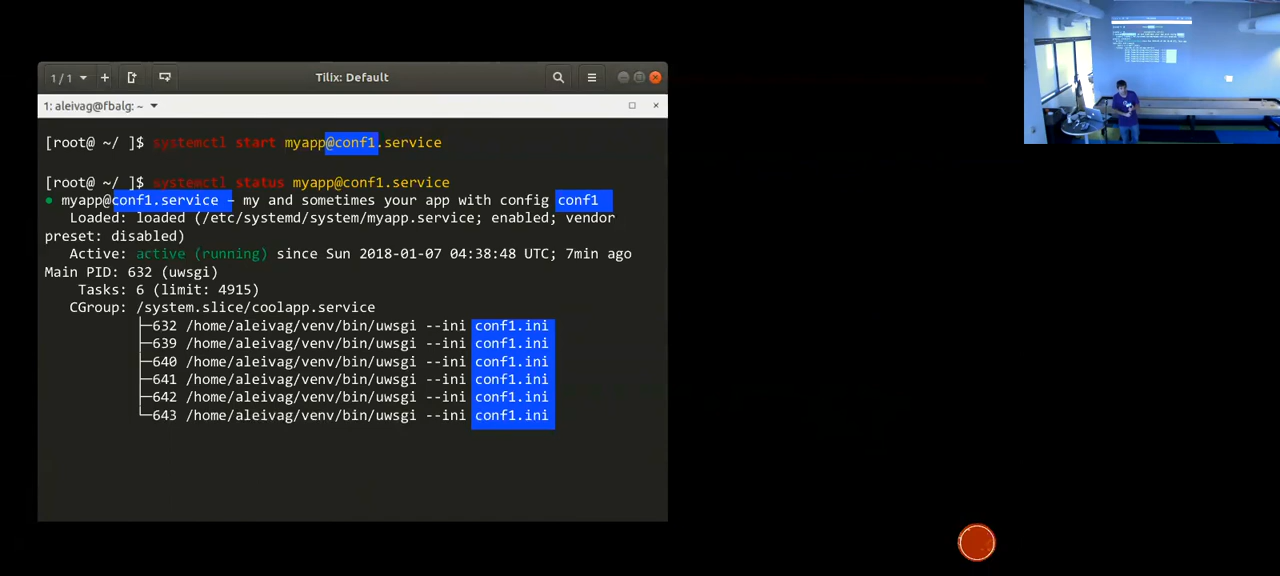 1 / 1
Tilix: Default
1: aleivag@fbalg: ~
[root@ ~/ ]$ systemctl start myapp@conf1.service
[root@ ~/ ]$ systemctl status myapp@conf1.service
● myapp@conf1.service – my and sometimes your app with config conf1
Loaded: loaded (/etc/systemd/system/myapp.service; enabled; vendor
preset: disabled)
Active: active (running) since Sun 2018-01-07 04:38:48 UTC; 7min ago
Main PID: 632 (uwsgi)
Tasks: 6 (limit: 4915)
CGroup: /system.slice/coolapp.service
├─632 /home/aleivag/venv/bin/uwsgi --ini conf1.ini
├─639 /home/aleivag/venv/bin/uwsgi --ini conf1.ini
├─640 /home/aleivag/venv/bin/uwsgi --ini conf1.ini
├─641 /home/aleivag/venv/bin/uwsgi --ini conf1.ini
├─642 /home/aleivag/venv/bin/uwsgi --ini conf1.ini
└─643 /home/aleivag/venv/bin/uwsgi --ini conf1.ini